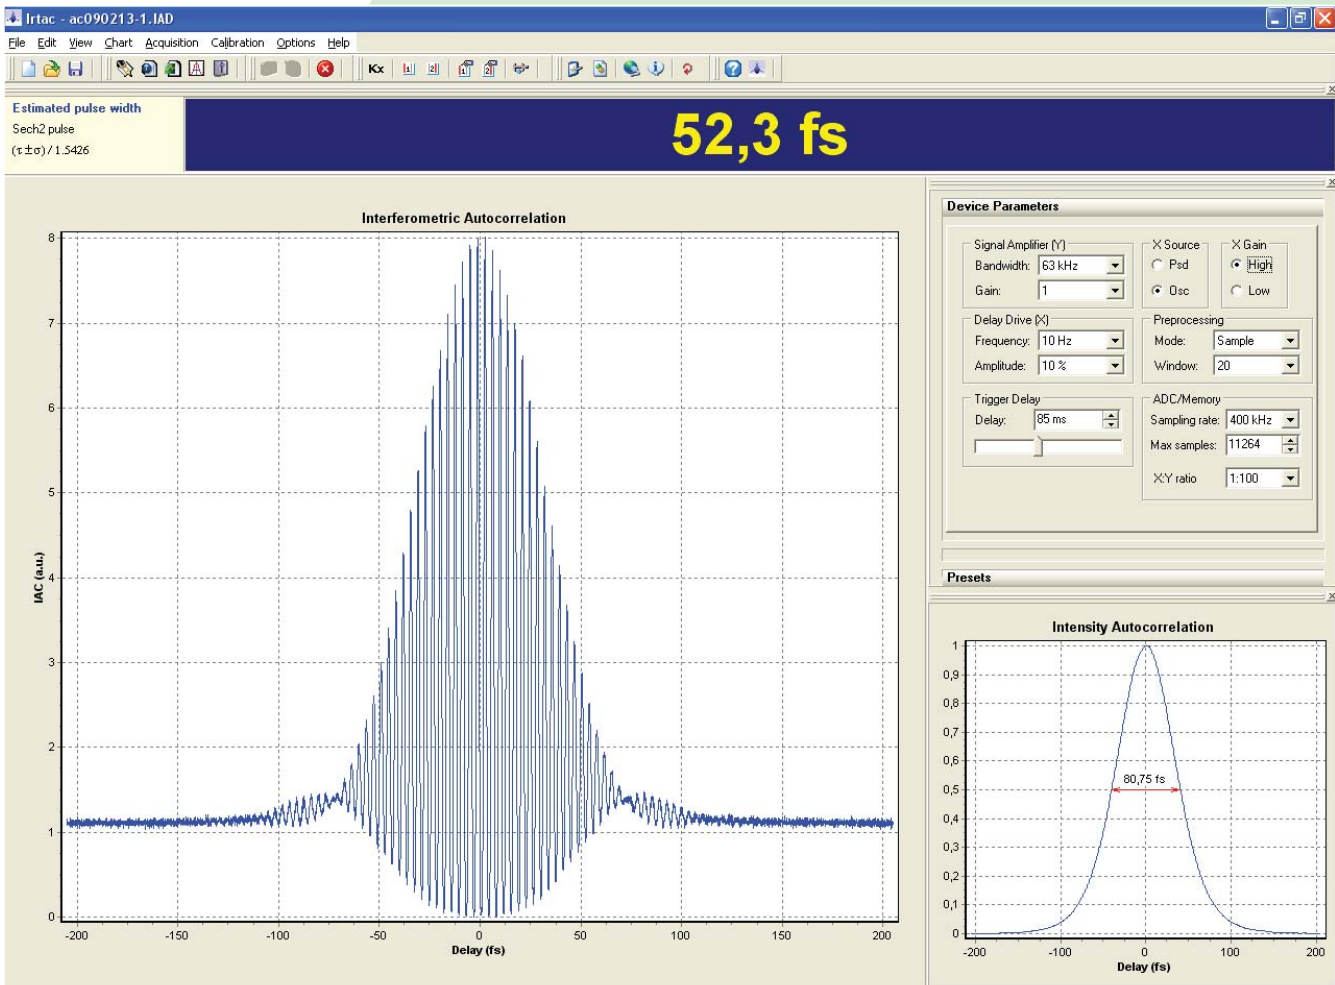 Irtac - ac090213-1.IAD
File Edit View Chart Acquisition Calibration Options Help
Kx
Estimated pulse width
Sech2 pulse
(τ±σ) / 1.5426
52,3 fs
Interferometric Autocorrelation
8
7
6
5
4
3
2
1
0
IAC (a.u.)
-200 -150 -100 -50 0 50 100 150 200
Delay (fs)
Device Parameters
Signal Amplifier (Y)
Bandwidth: 63 kHz
Gain: 1
X Source
Psd
Osc
X Gain
High
Low
Delay Drive (X)
Frequency: 10 Hz
Amplitude: 10 %
Preprocessing
Mode: Sample
Window: 20
Trigger Delay
Delay: 85 ms
ADC/Memory
Sampling rate: 400 kHz
Max samples: 11264
X:Y ratio 1:100
Presets
Intensity Autocorrelation
1
0,9
0,8
0,7
0,6
80,75 fs
0,5
0,4
0,3
0,2
0,1
0
-200 -100 0 100 200
Delay (fs)